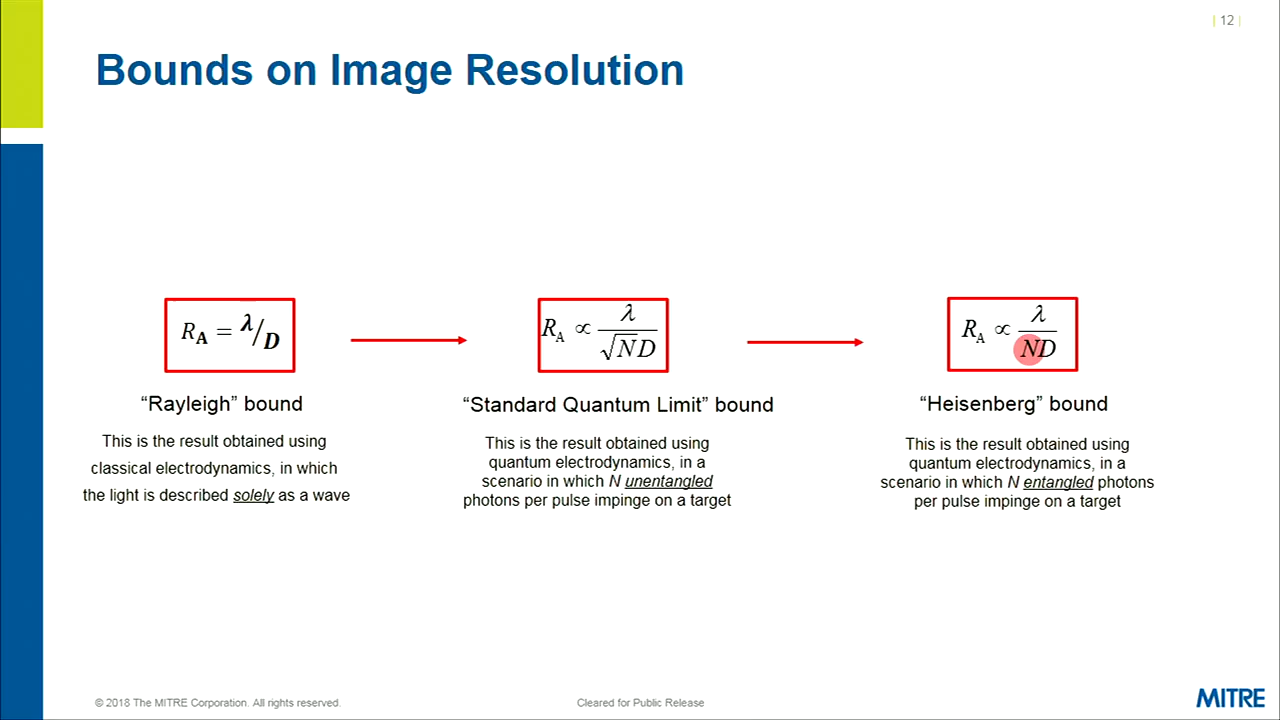 | 12 |
Bounds on Image Resolution
R_A = λ/D
R_A ∝ λ/(√N D)
R_A ∝ λ/(ND)
“Rayleigh” bound
This is the result obtained using
classical electrodynamics, in which
the light is described solely as a wave
“Standard Quantum Limit” bound
This is the result obtained using
quantum electrodynamics, in a
scenario in which N unentangled
photons per pulse impinge on a target
“Heisenberg” bound
This is the result obtained using
quantum electrodynamics, in a
scenario in which N entangled photons
per pulse impinge on a target
© 2018 The MITRE Corporation. All rights reserved.
Cleared for Public Release
MITRE